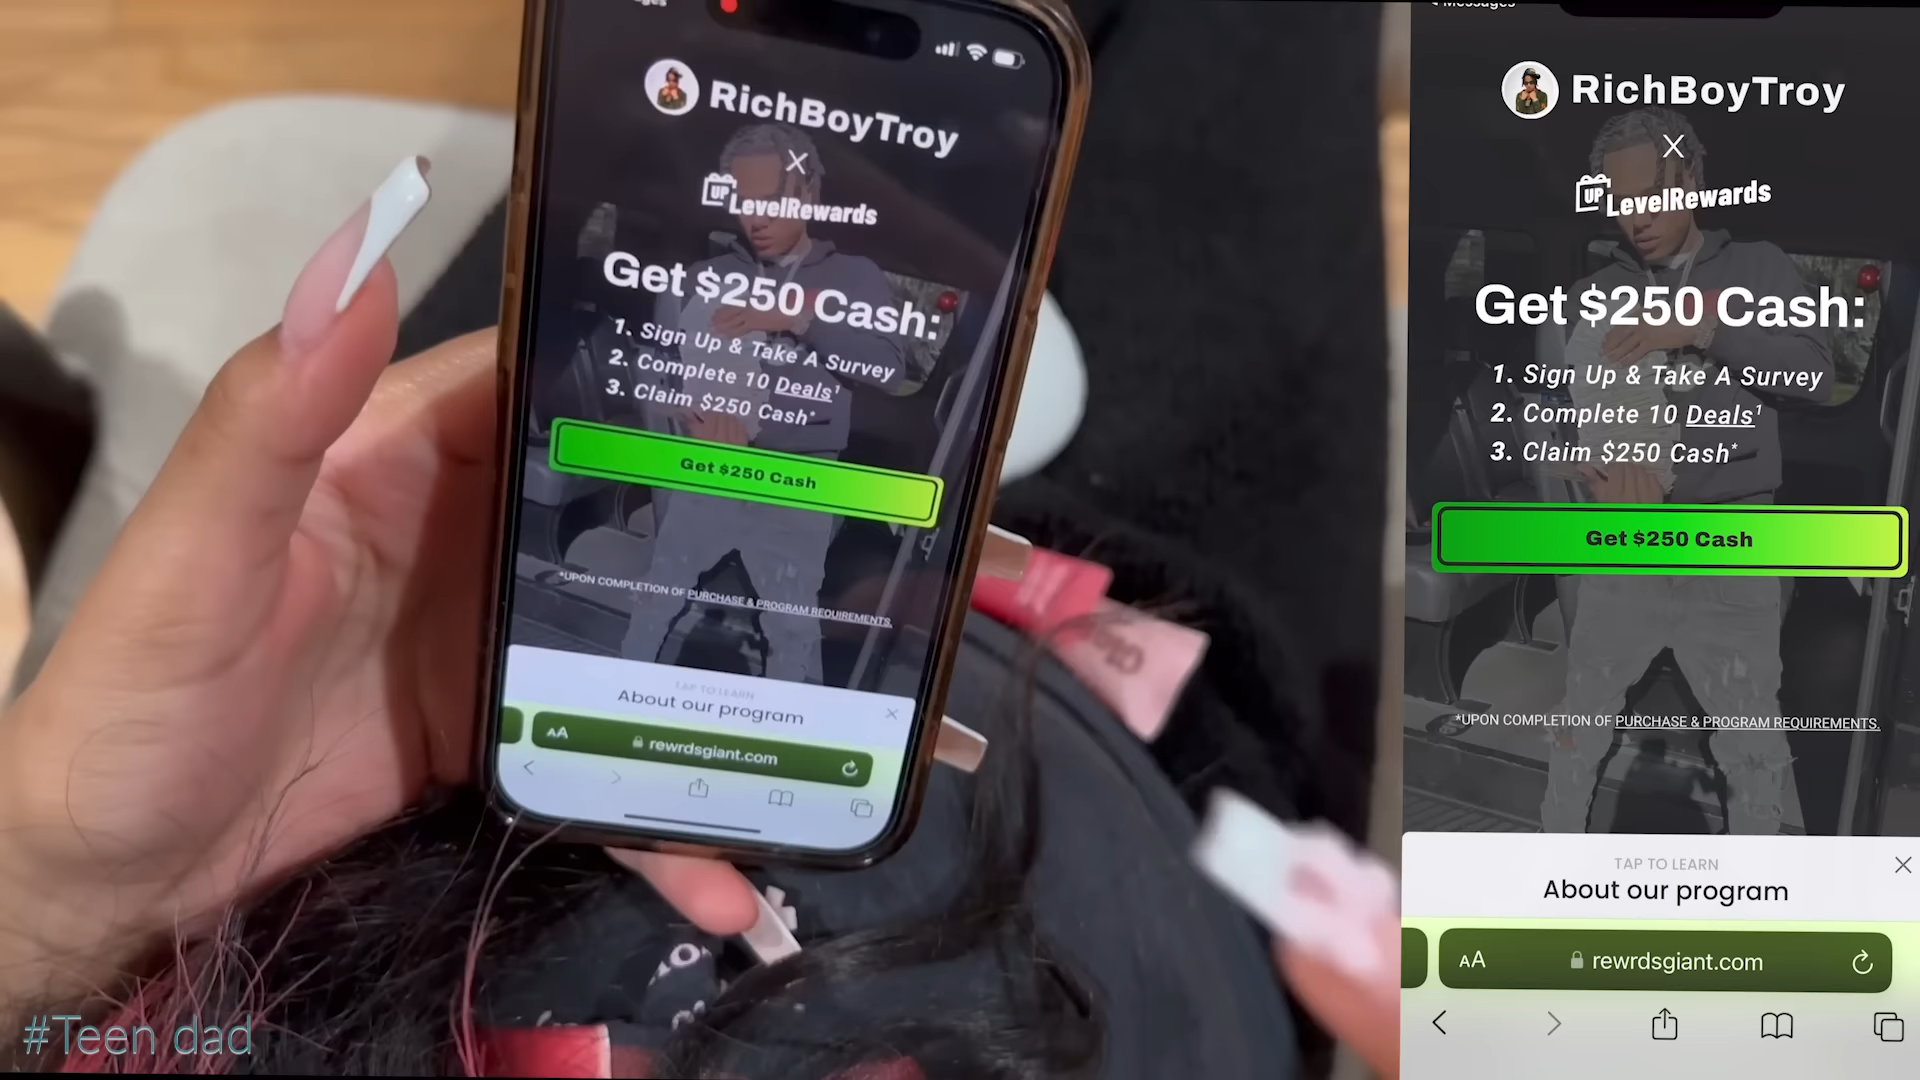 RichBoyTroy
X
UP LevelRewards
Get $250 Cash:
1. Sign Up & Take A Survey
2. Complete 10 Deals¹
3. Claim $250 Cash*
Get $250 Cash
*UPON COMPLETION OF PURCHASE & PROGRAM REQUIREMENTS.
TAP TO LEARN
About our program
AA rewrdsgiant.com
#Teen dad
Messages
RichBoyTroy
X
UP LevelRewards
Get $250 Cash:
1. Sign Up & Take A Survey
2. Complete 10 Deals¹
3. Claim $250 Cash*
Get $250 Cash
*UPON COMPLETION OF PURCHASE & PROGRAM REQUIREMENTS.
TAP TO LEARN
About our program
AA rewrdsgiant.com